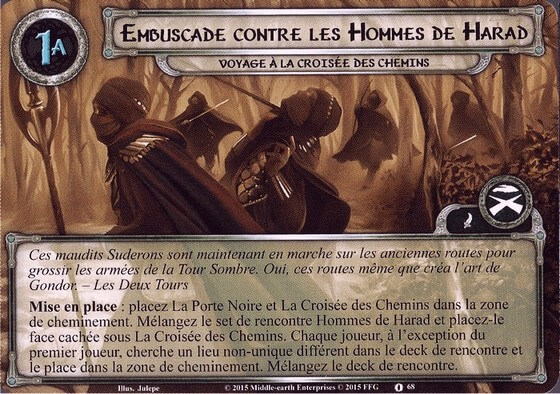 1A
Embuscade contre les Hommes de Harad
Voyage à la Croisée des Chemins
Ces maudits Suderons sont maintenant en marche sur les anciennes routes pour
grossir les armées de la Tour Sombre. Oui, ces routes même que créa l'art de
Gondor. – Les Deux Tours
Mise en place : placez La Porte Noire et La Croisée des Chemins dans la zone
de cheminement. Mélangez le set de rencontre Hommes de Harad et placez-le
face cachée sous La Croisée des Chemins. Chaque joueur, à l'exception du
premier joueur, cherche un lieu non-unique différent dans le deck de rencontre et
le place dans la zone de cheminement. Mélangez le deck de rencontre.
Illus. Julepe © 2015 Middle-earth Enterprises © 2015 FFG 68